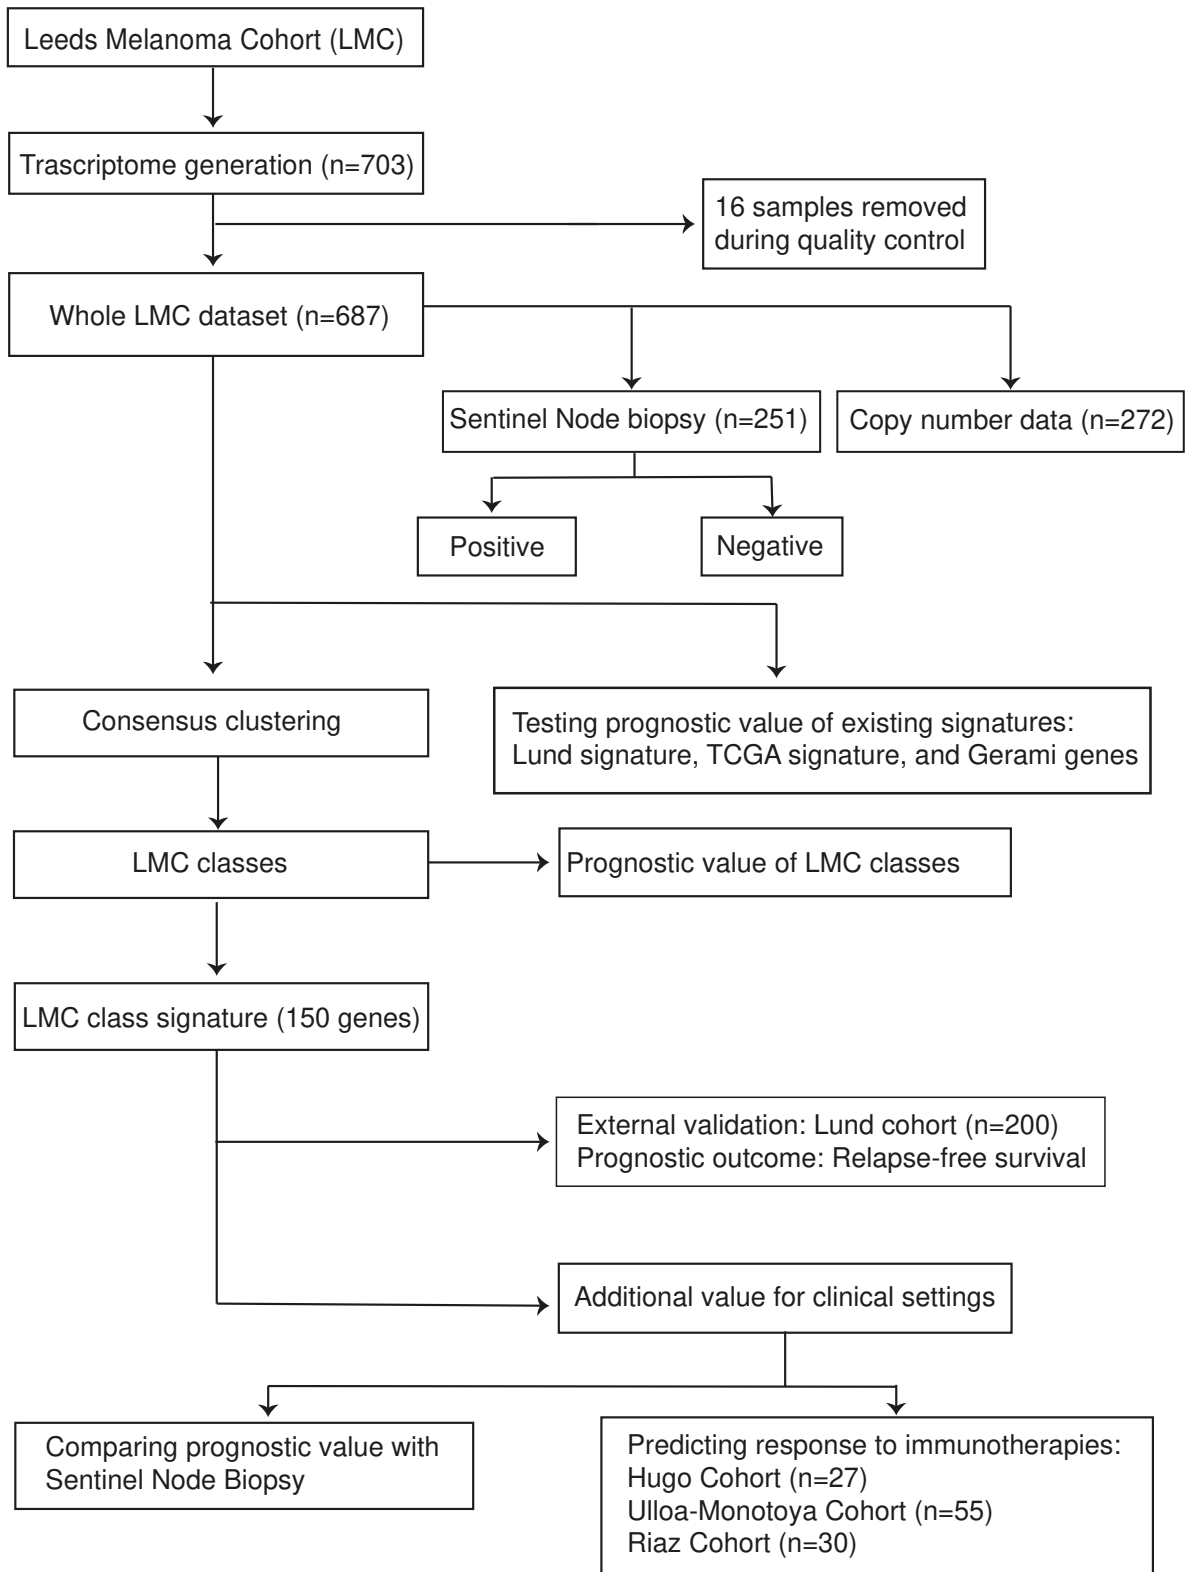 Leeds Melanoma Cohort (LMC)
Trascriptome generation (n=703)
16 samples removed
during quality control
Whole LMC dataset (n=687)
Sentinel Node biopsy (n=251)
Copy number data (n=272)
Positive
Negative
Consensus clustering
Testing prognostic value of existing signatures:
Lund signature, TCGA signature, and Gerami genes
LMC classes
Prognostic value of LMC classes
LMC class signature (150 genes)
External validation: Lund cohort (n=200)
Prognostic outcome: Relapse-free survival
Additional value for clinical settings
Comparing prognostic value with
Sentinel Node Biopsy
Predicting response to immunotherapies:
Hugo Cohort (n=27)
Ulloa-Monotoya Cohort (n=55)
Riaz Cohort (n=30)